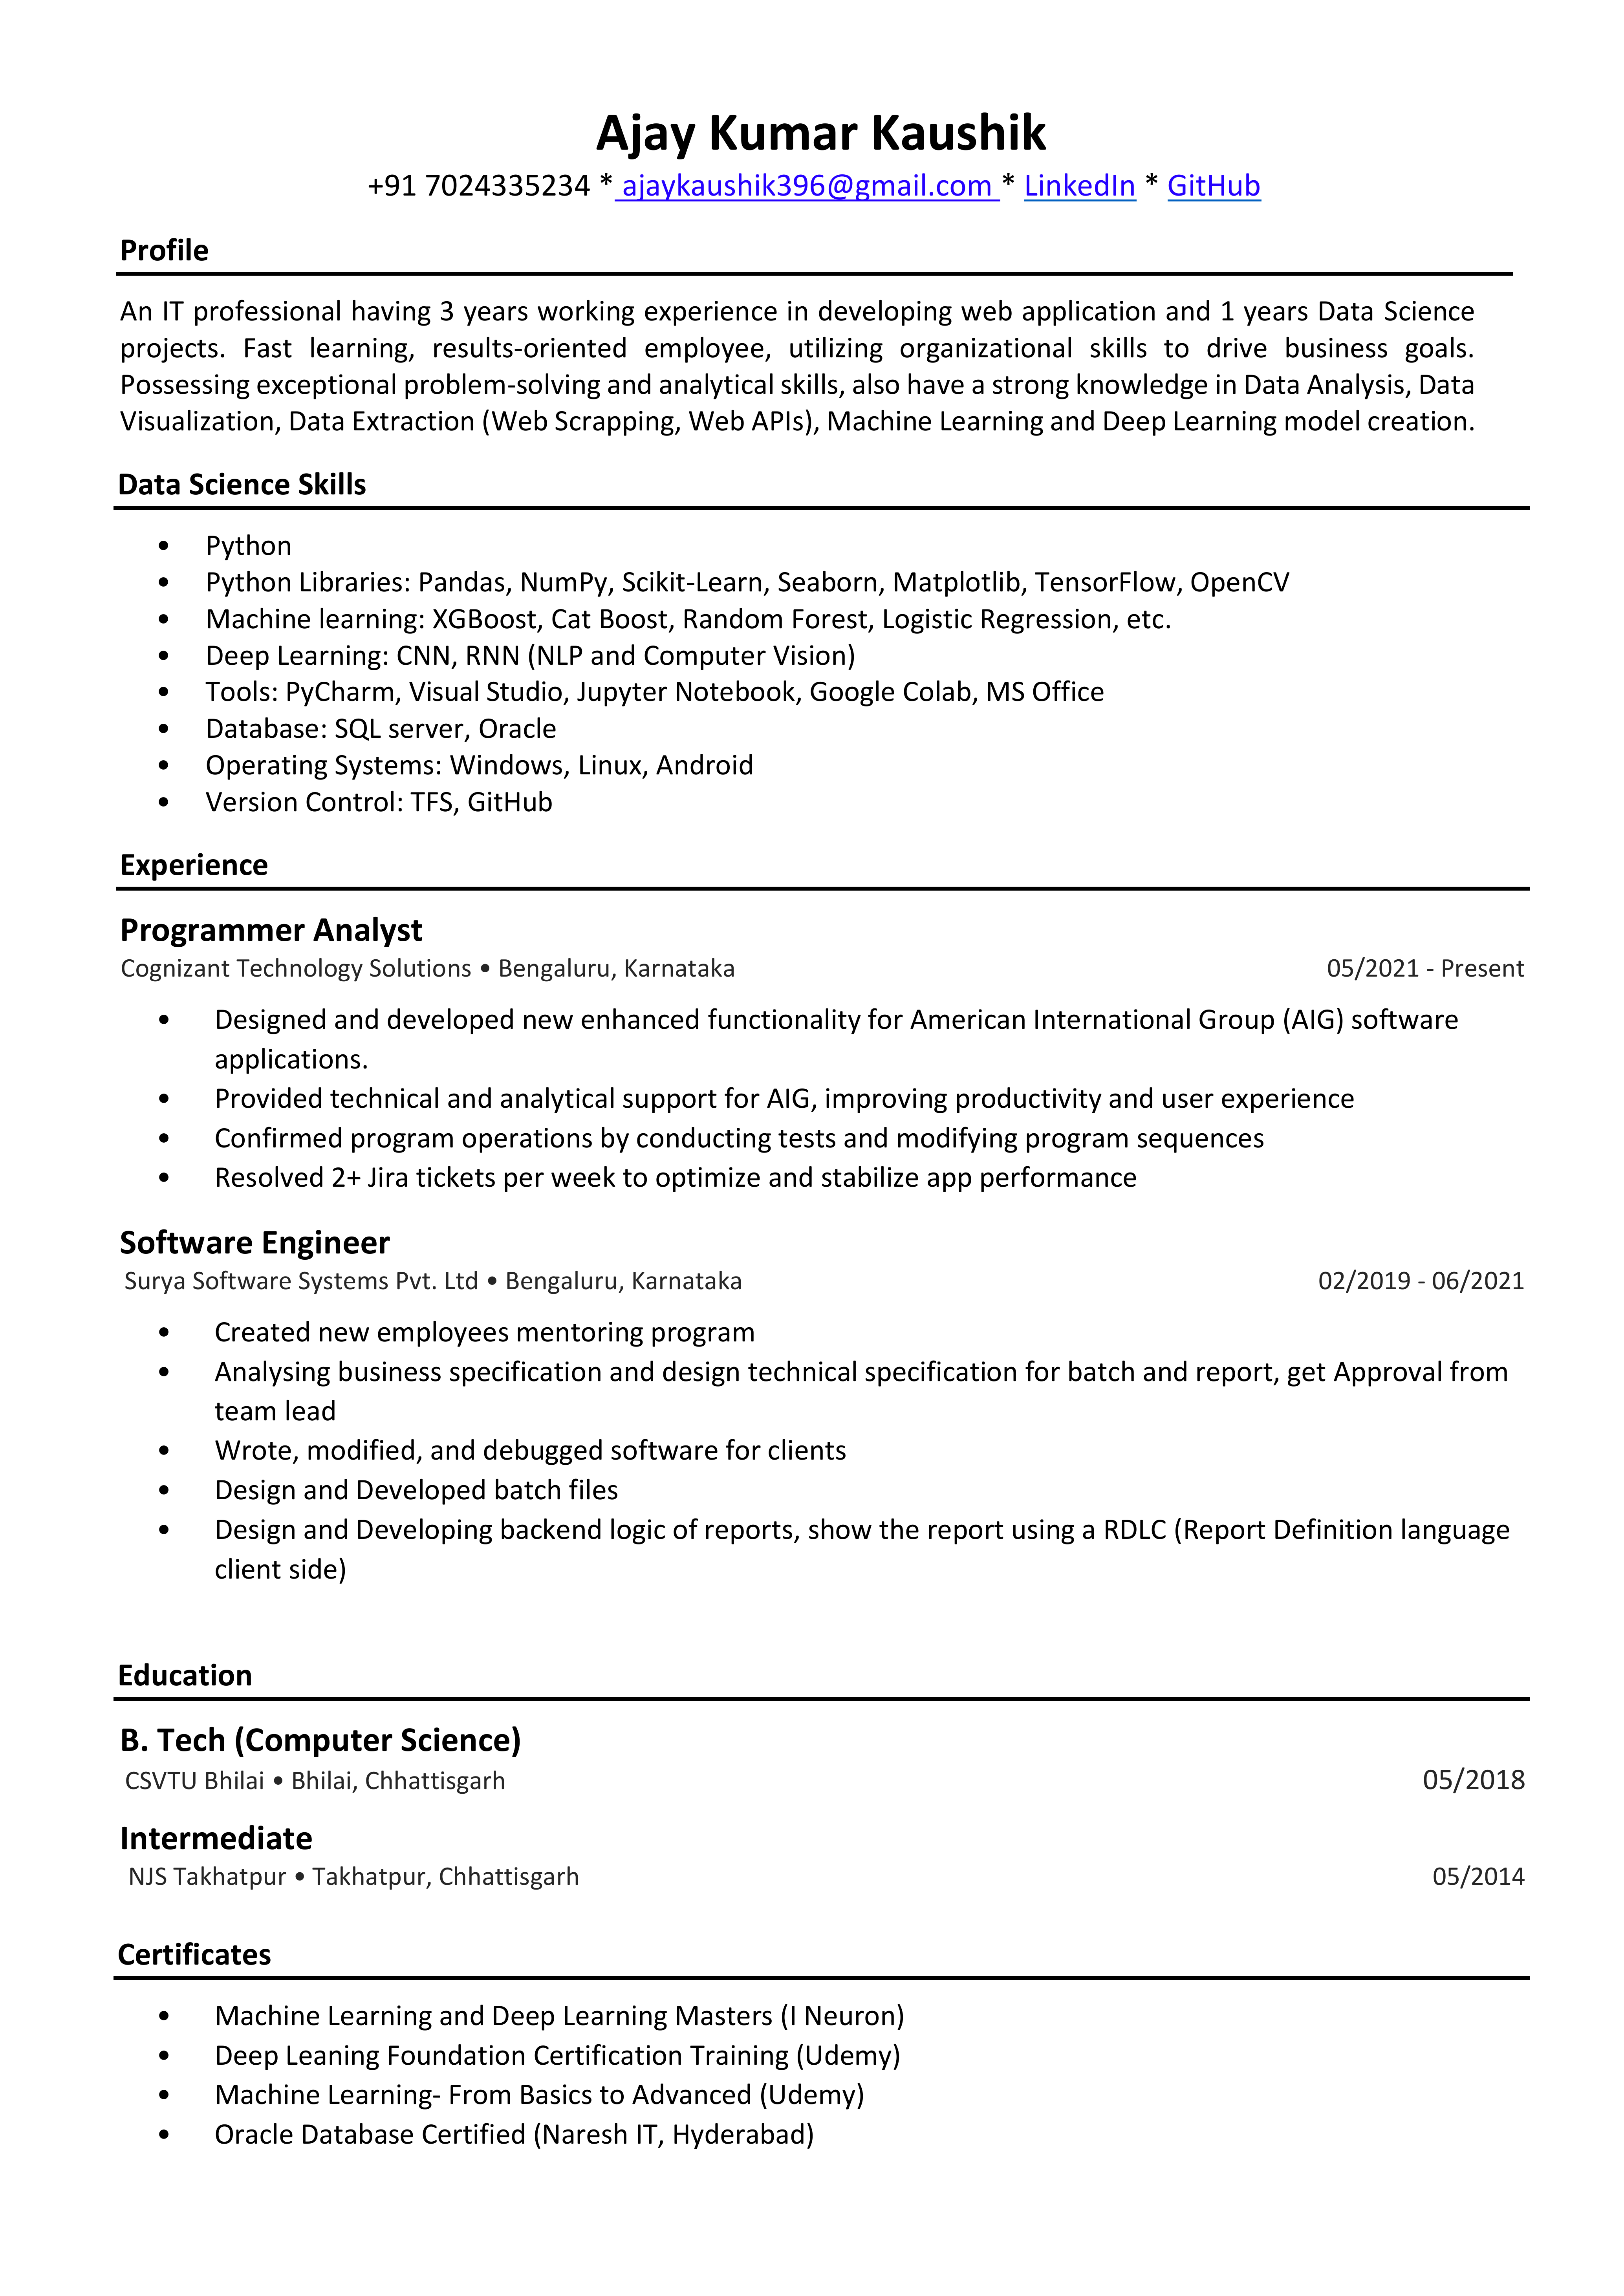 Ajay Kumar Kaushik
+91 7024335234 * ajaykaushik396@gmail.com * LinkedIn * GitHub
Profile
An IT professional having 3 years working experience in developing web application and 1 years Data Science
projects. Fast learning, results-oriented employee, utilizing organizational skills to drive business goals.
Possessing exceptional problem-solving and analytical skills, also have a strong knowledge in Data Analysis, Data
Visualization, Data Extraction (Web Scrapping, Web APIs), Machine Learning and Deep Learning model creation.
Data Science Skills
• Python
• Python Libraries: Pandas, NumPy, Scikit-Learn, Seaborn, Matplotlib, TensorFlow, OpenCV
• Machine learning: XGBoost, Cat Boost, Random Forest, Logistic Regression, etc.
• Deep Learning: CNN, RNN (NLP and Computer Vision)
• Tools: PyCharm, Visual Studio, Jupyter Notebook, Google Colab, MS Office
• Database: SQL server, Oracle
• Operating Systems: Windows, Linux, Android
• Version Control: TFS, GitHub
Experience
Programmer Analyst
Cognizant Technology Solutions • Bengaluru, Karnataka 05/2021 - Present
• Designed and developed new enhanced functionality for American International Group (AIG) software
applications.
• Provided technical and analytical support for AIG, improving productivity and user experience
• Confirmed program operations by conducting tests and modifying program sequences
• Resolved 2+ Jira tickets per week to optimize and stabilize app performance
Software Engineer
Surya Software Systems Pvt. Ltd • Bengaluru, Karnataka 02/2019 - 06/2021
• Created new employees mentoring program
• Analysing business specification and design technical specification for batch and report, get Approval from
team lead
• Wrote, modified, and debugged software for clients
• Design and Developed batch files
• Design and Developing backend logic of reports, show the report using a RDLC (Report Definition language
client side)
Education
B. Tech (Computer Science)
CSVTU Bhilai • Bhilai, Chhattisgarh 05/2018
Intermediate
NJS Takhatpur • Takhatpur, Chhattisgarh 05/2014
Certificates
• Machine Learning and Deep Learning Masters (I Neuron)
• Deep Leaning Foundation Certification Training (Udemy)
• Machine Learning- From Basics to Advanced (Udemy)
• Oracle Database Certified (Naresh IT, Hyderabad)